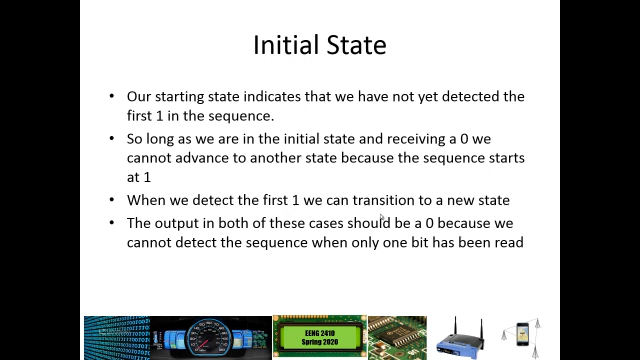 Initial State
• Our starting state indicates that we have not yet detected the
first 1 in the sequence.
• So long as we are in the initial state and receiving a 0 we
cannot advance to another state because the sequence starts
at 1
• When we detect the first 1 we can transition to a new state
• The output in both of these cases should be a 0 because we
cannot detect the sequence when only one bit has been read
EENG 2410
Spring 2020